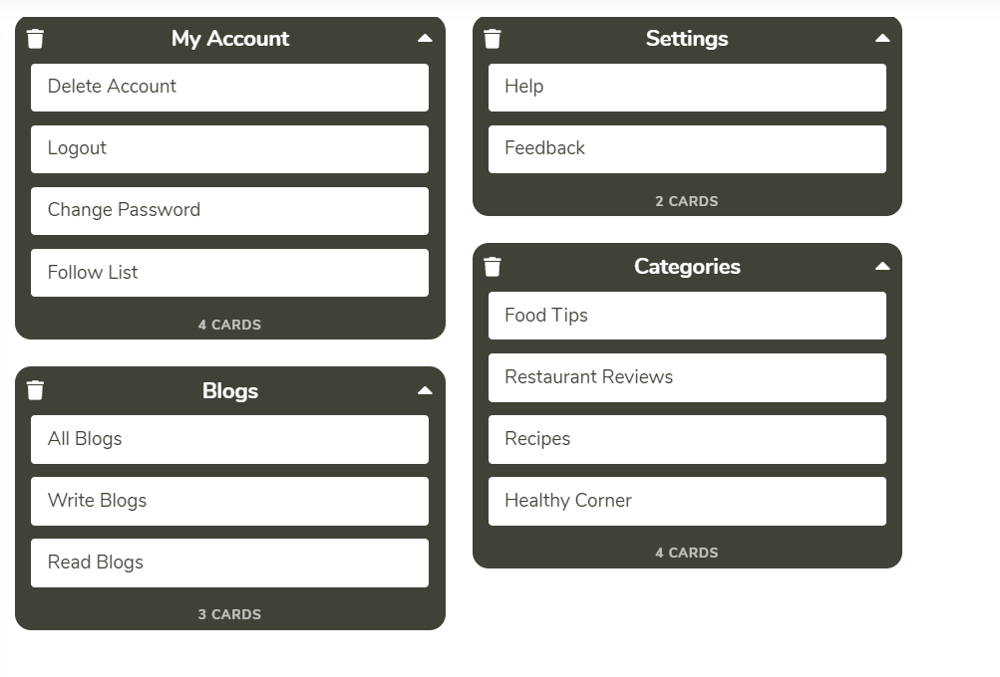 My Account
Delete Account
Logout
Change Password
Follow List
4 CARDS
Blogs
All Blogs
Write Blogs
Read Blogs
3 CARDS
Settings
Help
Feedback
2 CARDS
Categories
Food Tips
Restaurant Reviews
Recipes
Healthy Corner
4 CARDS